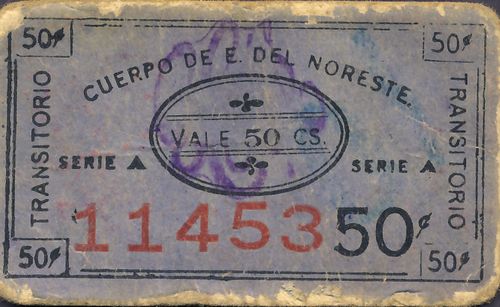 50¢ 50¢
CUERPO DE E. DEL NORESTE.
TRANSITORIO
VALE 50 CS.
TRANSITORIO
SERIE A SERIE A
11453 50¢
50¢ 50¢